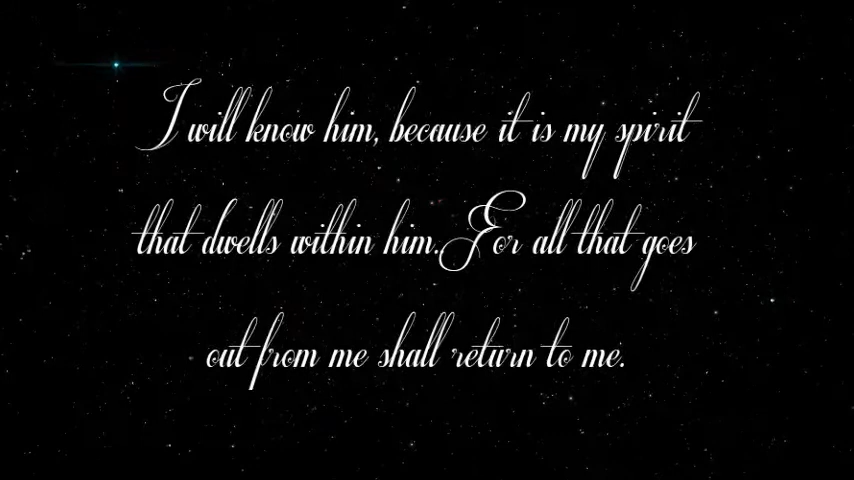 I will know him, because it is my spirit
that dwells within him. For all that goes
out from me shall return to me.